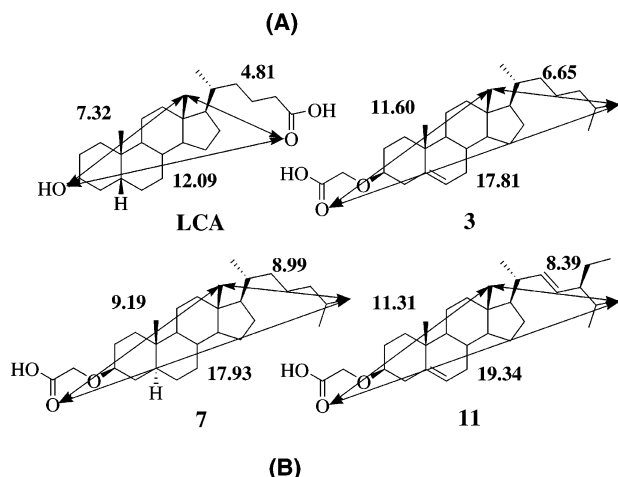 (A)
4.81
7.32
OH
O
HO
12.09
H
LCA
6.65
11.60
HO
O
O
17.81
3
8.99
9.19
HO
O
O
17.93
H
7
8.39
11.31
HO
O
O
19.34
11
(B)